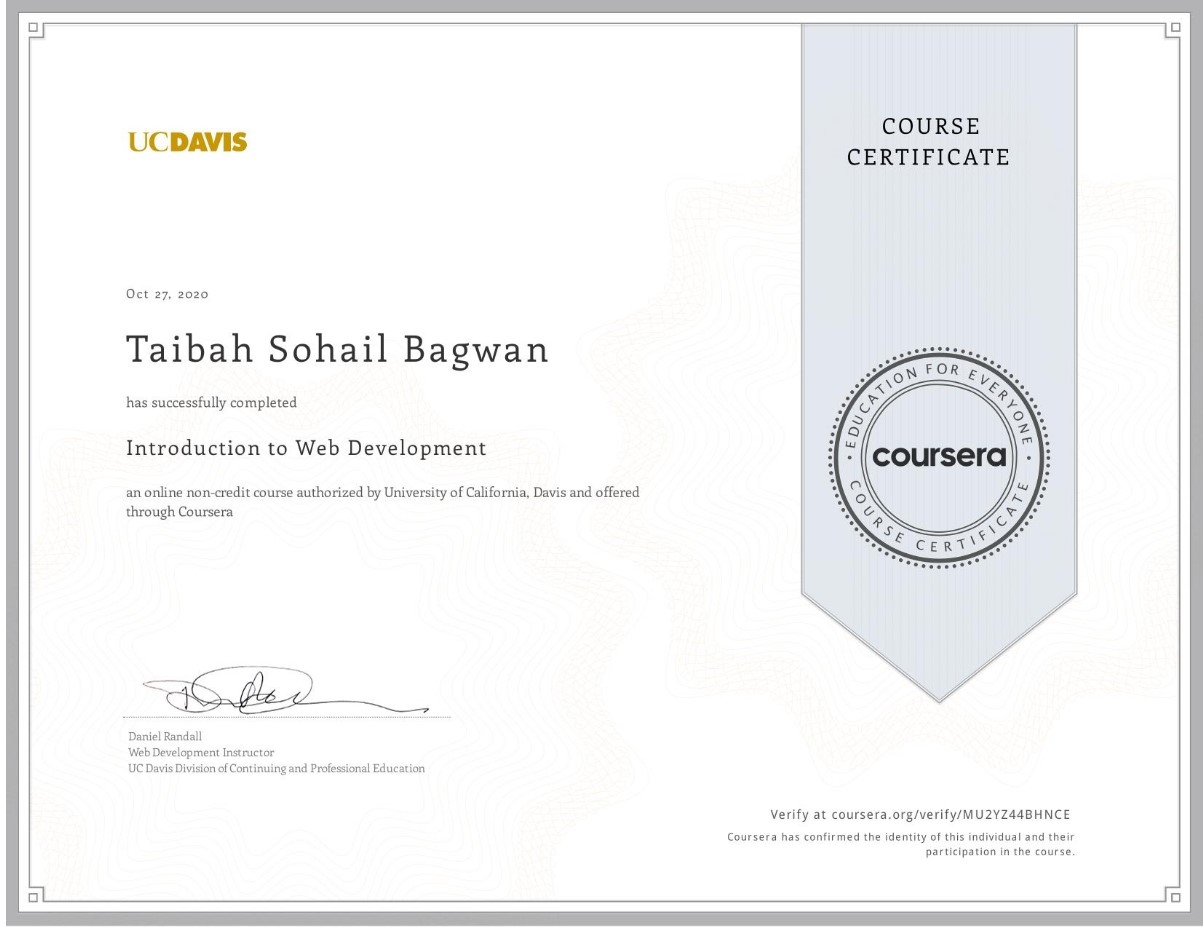 UCDAVIS
COURSE
CERTIFICATE
Oct 27, 2020
Taibah Sohail Bagwan
has successfully completed
Introduction to Web Development
an online non-credit course authorized by University of California, Davis and offered
through Coursera
EDUCATION FOR EVERYONE
coursera
COURSE CERTIFICATE
Daniel Randall
Web Development Instructor
UC Davis Division of Continuing and Professional Education
Verify at coursera.org/verify/MU2YZ44BHNCE
Coursera has confirmed the identity of this individual and their
participation in the course.